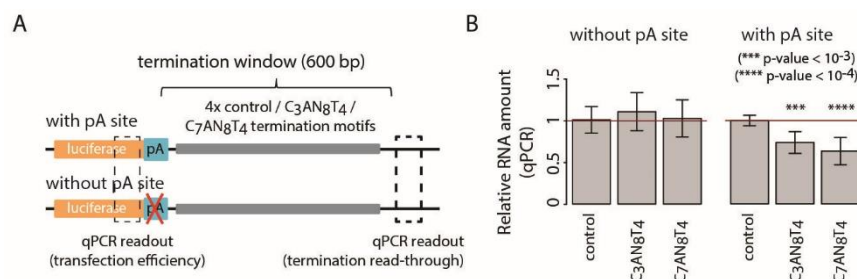 A
termination window (600 bp)
with pA site
4x control / C3AN8T4 /
C7AN8T4 termination motifs
luciferase pA
without pA site
luciferase pA
qPCR readout
(transfection efficiency)
qPCR readout
(termination read-through)
B
without pA site
with pA site
(*** p-value < 10-3)
(**** p-value < 10-4)
Relative RNA amount
(qPCR)
0
0.5
1
1.5
*** ****
control
C3AN8T4
C7AN8T4
control
C3AN8T4
C7AN8T4